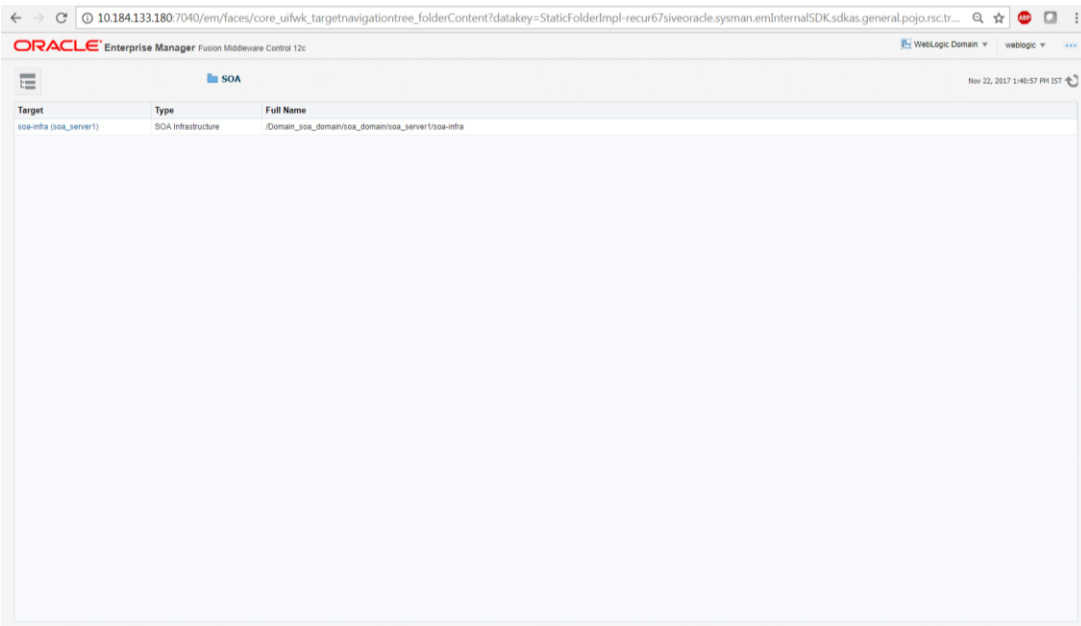 10.184.133.180:7040/em/faces/core_uifwk_targetnavigationtree_folderContent?datakey=StaticFolderImpl-recur67siveoracle.sysman.emInternalSDK.sdkas.general.pojo.rsc.tr...
ABP
ORACLE Enterprise Manager Fusion Middleware Control 12c
WebLogic Domain
weblogic
SOA
Nov 22, 2017 1:40:57 PM IST
Target Type Full Name
soa-infra (soa_server1) SOA Infrastructure /Domain_soa_domain/soa_domain/soa_server1/soa-infra